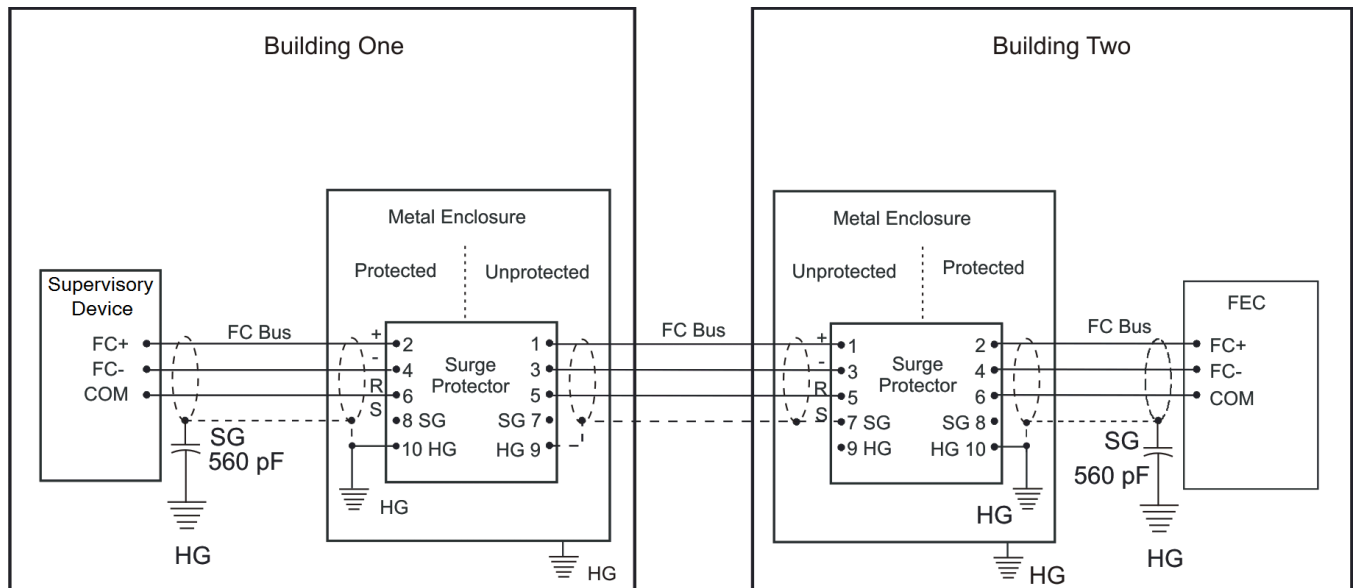 Building One
Building Two
Metal Enclosure
Protected
Unprotected
Metal Enclosure
Unprotected
Protected
Supervisory
Device
FC+
FC-
COM
FC Bus
+
-
R
S
2
4
6
8 SG
10 HG
Surge
Protector
1
3
5
SG 7
HG 9
SG
560 pF
HG
HG
HG
FC Bus
+
-
R
S
1
3
5
7 SG
9 HG
Surge
Protector
2
4
6
SG 8
HG 10
FC Bus
FEC
FC+
FC-
COM
SG
560 pF
HG
HG
HG